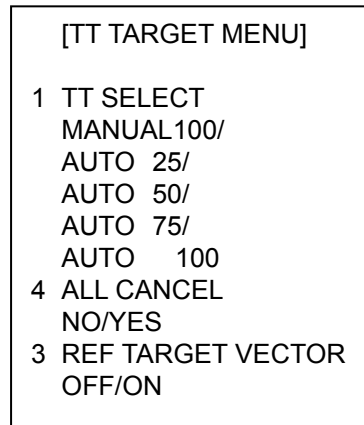 [TT TARGET MENU]
1 TT SELECT
MANUAL100/
AUTO 25/
AUTO 50/
AUTO 75/
AUTO 100
4 ALL CANCEL
NO/YES
3 REF TARGET VECTOR
OFF/ON